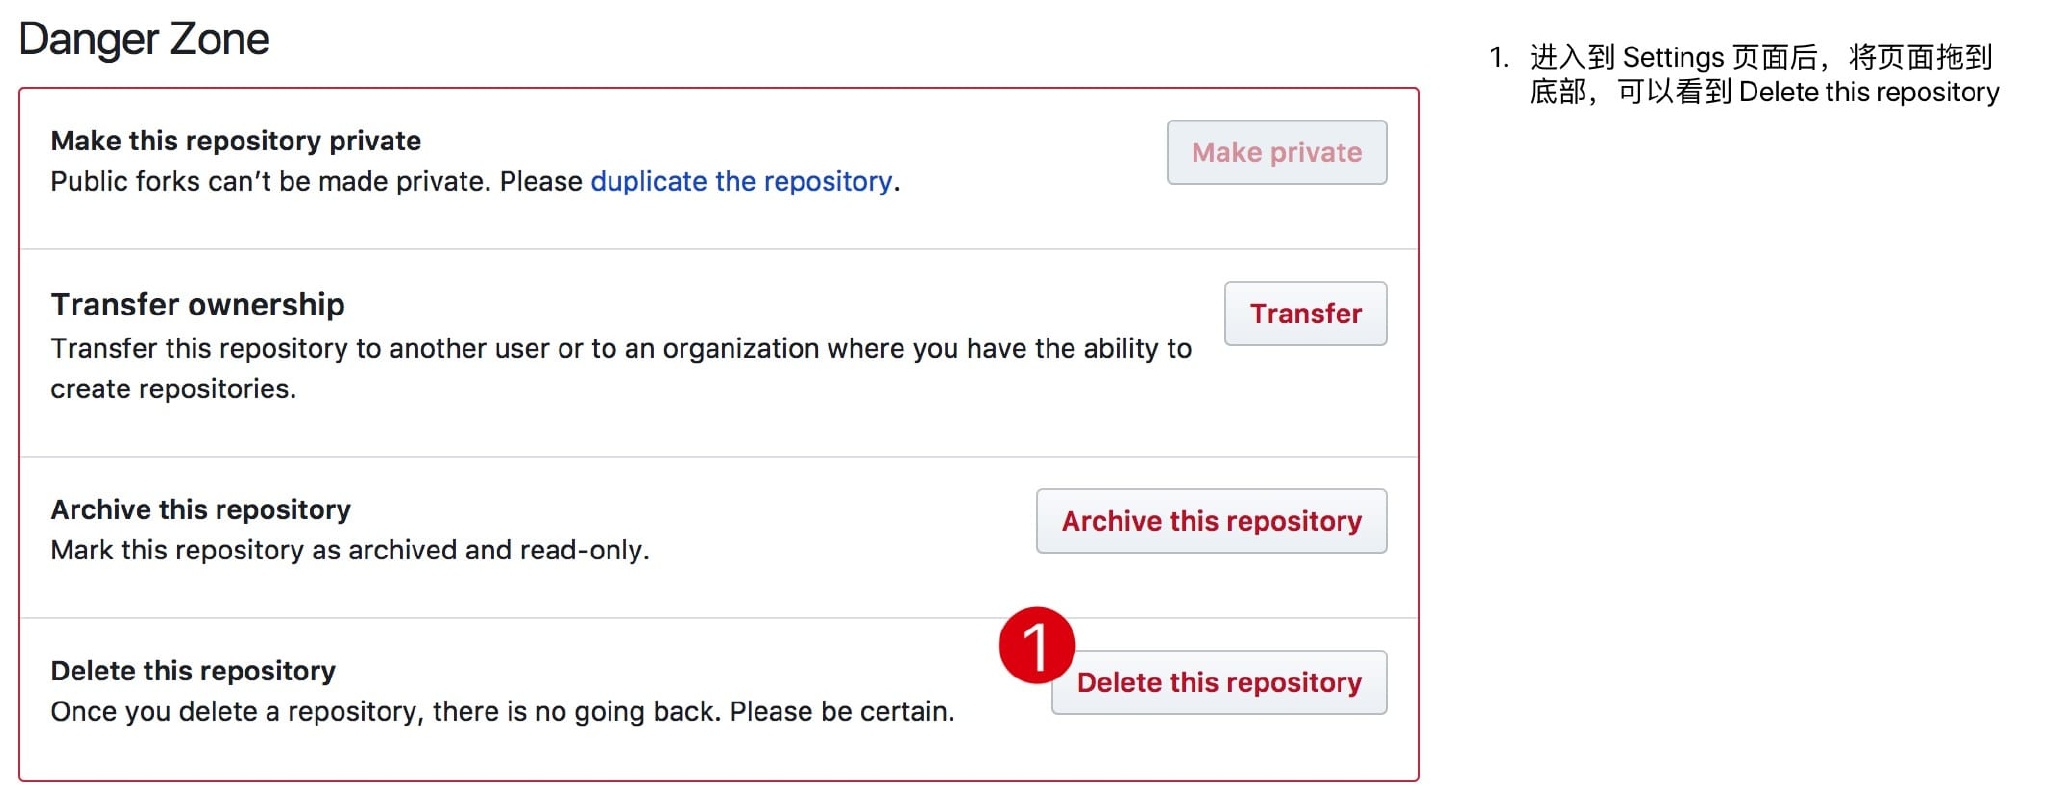 Danger Zone
Make this repository private
Public forks can't be made private. Please duplicate the repository.
Make private
Transfer ownership
Transfer this repository to another user or to an organization where you have the ability to
create repositories.
Transfer
Archive this repository
Mark this repository as archived and read-only.
Archive this repository
Delete this repository
Once you delete a repository, there is no going back. Please be certain.
1
Delete this repository
1. 进入到 Settings 页面后，将页面拖到
底部，可以看到 Delete this repository